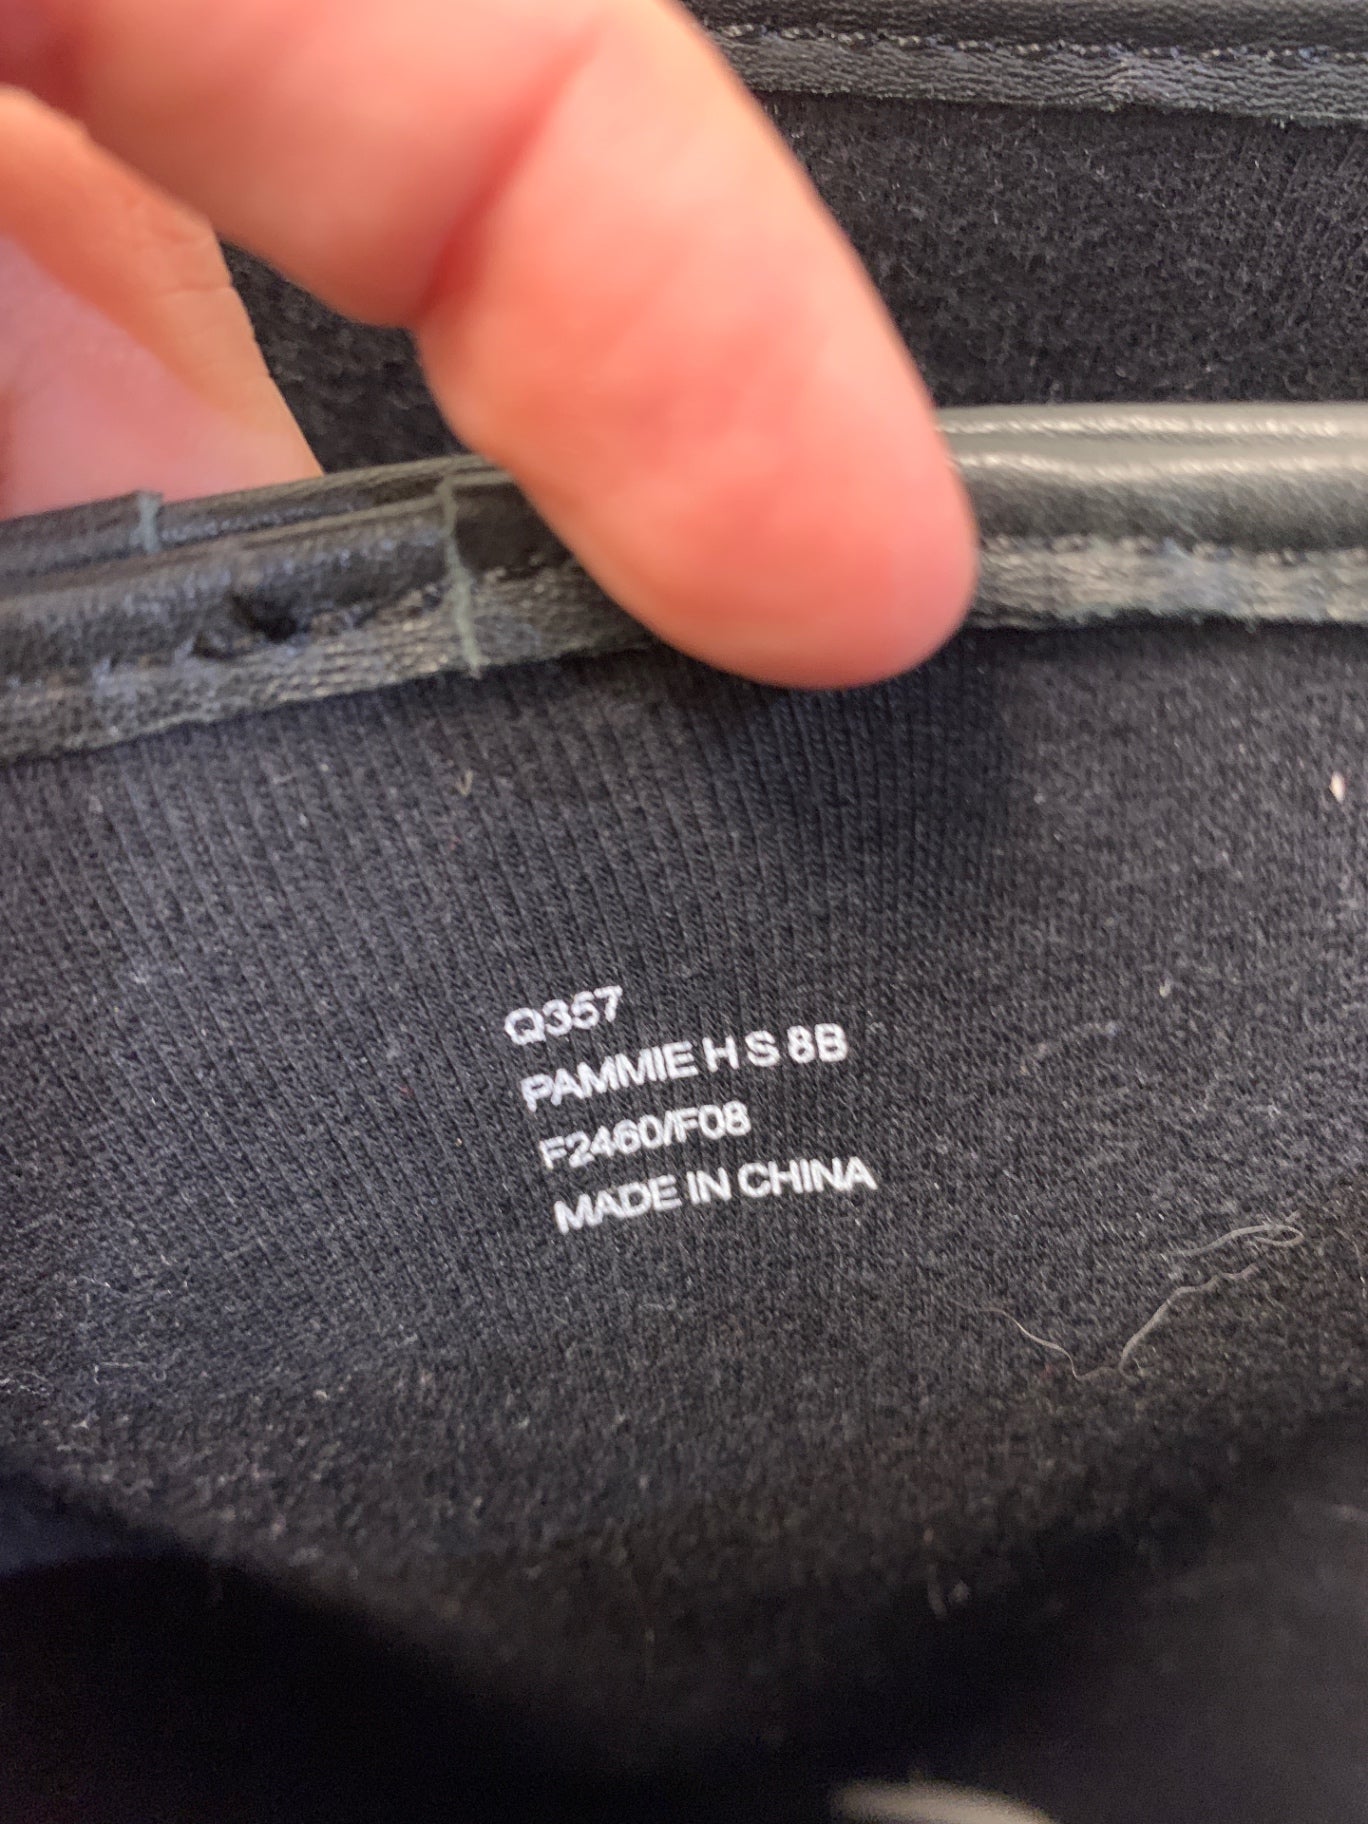 Q357
PAMMIE H S 8B
F2460/F08
MADE IN CHINA